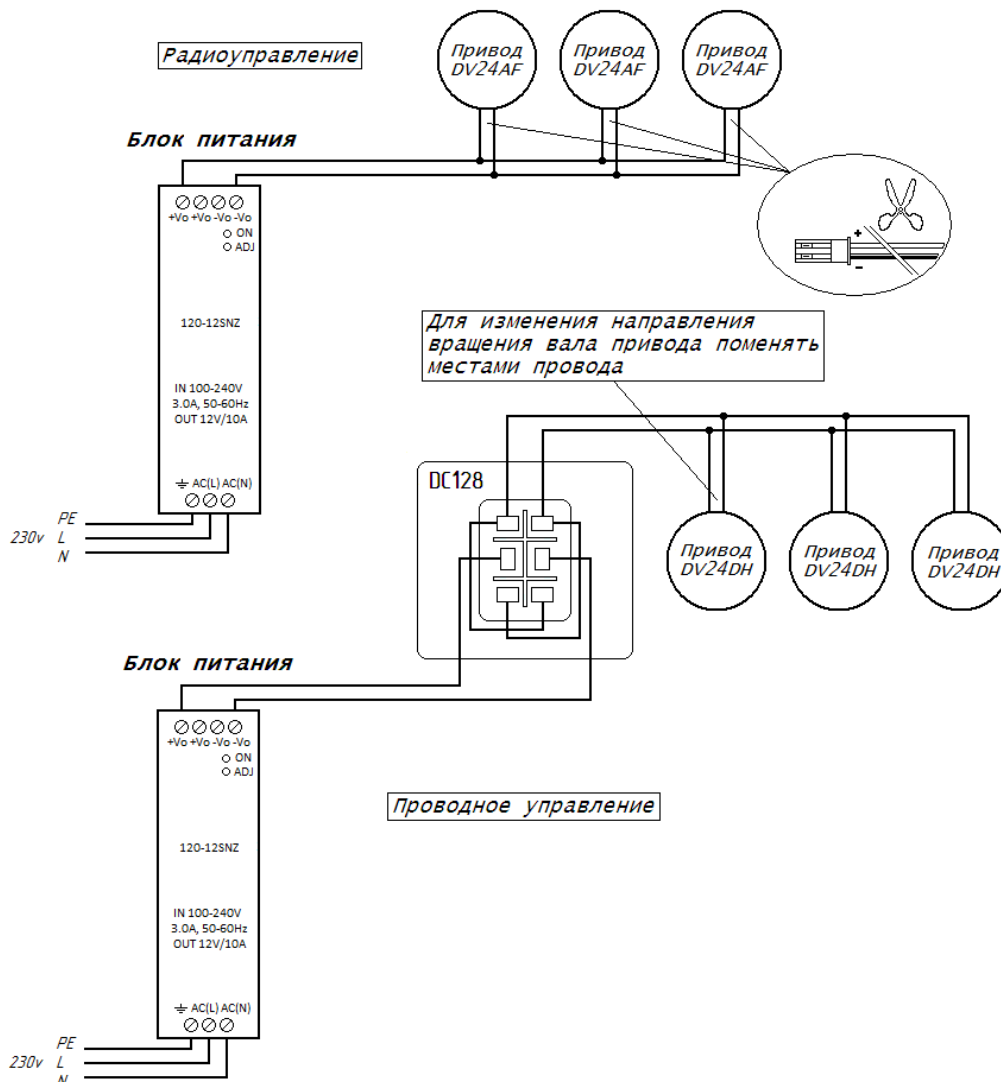 Радиоуправление
Привод
DV24AF
Привод
DV24AF
Привод
DV24AF
Блок питания
+Vo +Vo -Vo -Vo
ON
ADJ
120-12SNZ
IN 100-240V
3.0A, 50-60Hz
OUT 12V/10A
AC(L) AC(N)
PE
230v L
N
+
-
Для изменения направления
вращения вала привода поменять
местами провода
DC128
Привод
DV24DH
Привод
DV24DH
Привод
DV24DH
Блок питания
+Vo +Vo -Vo -Vo
ON
ADJ
Проводное управление
120-12SNZ
IN 100-240V
3.0A, 50-60Hz
OUT 12V/10A
AC(L) AC(N)
PE
230v L
N